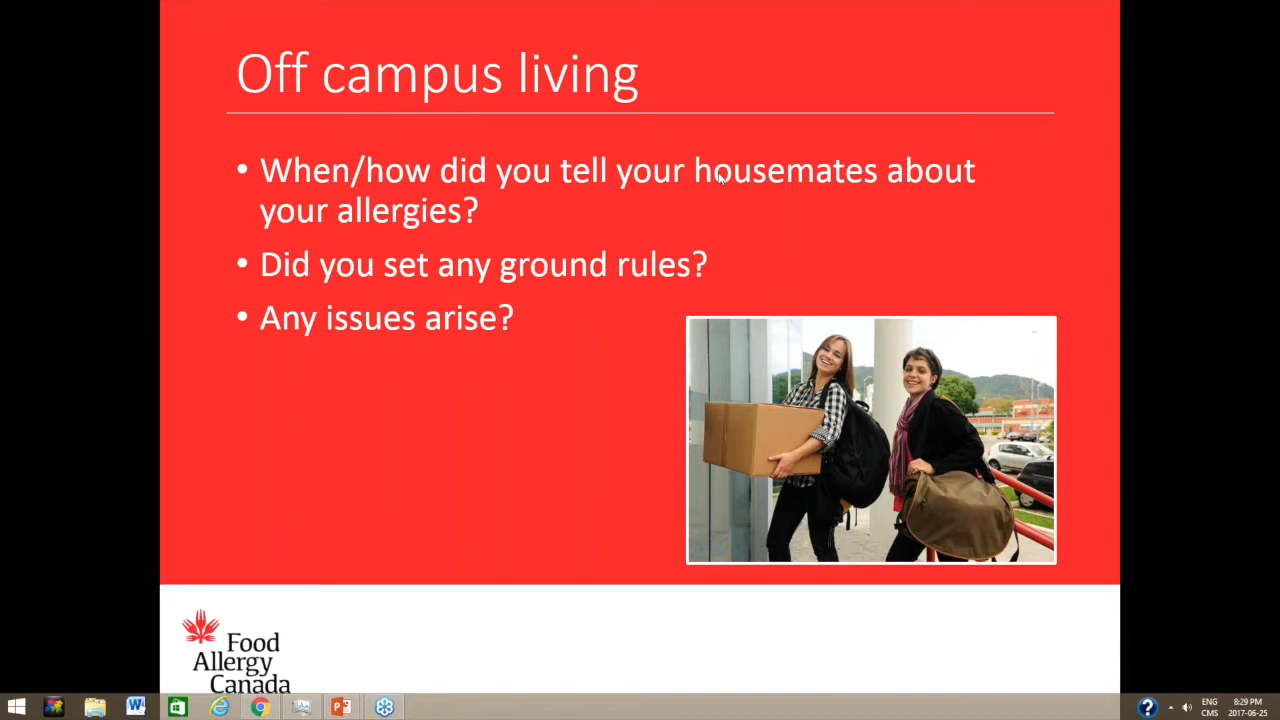 Off campus living
• When/how did you tell your housemates about
your allergies?
• Did you set any ground rules?
• Any issues arise?
Food
Allergy
Canada
ENG
CMS
8:29 PM
2017-06-25